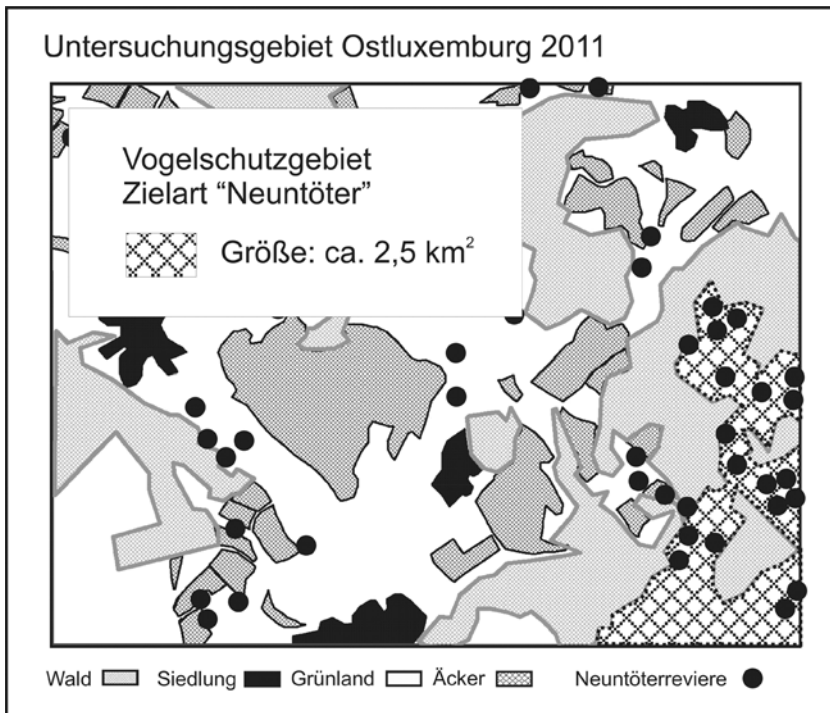 Untersuchungsgebiet Ostluxemburg 2011
Vogelschutzgebiet
Zielart “Neuntöter”
Größe: ca. 2,5 km²
Wald Siedlung Grünland Äcker Neuntöterreviere